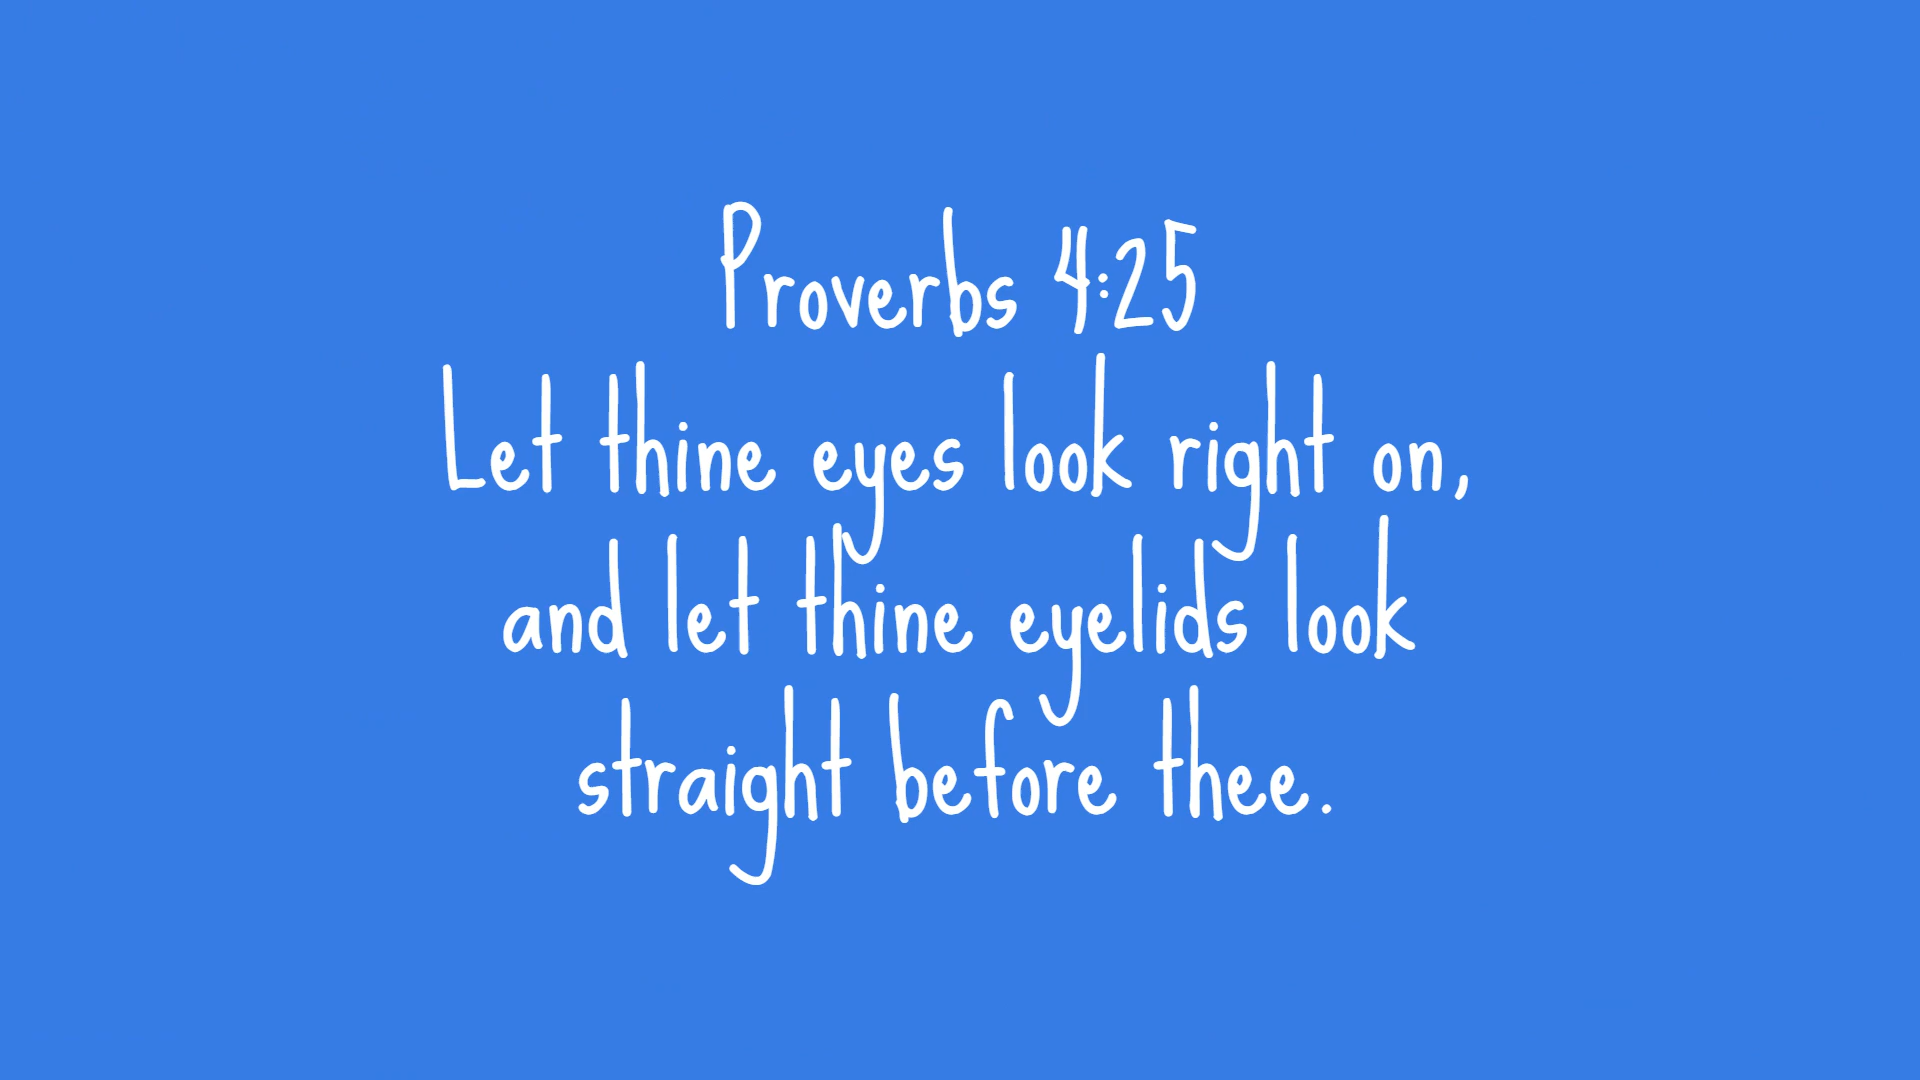 Proverbs 4:25
Let thine eyes look right on,
and let thine eyelids look
straight before thee.